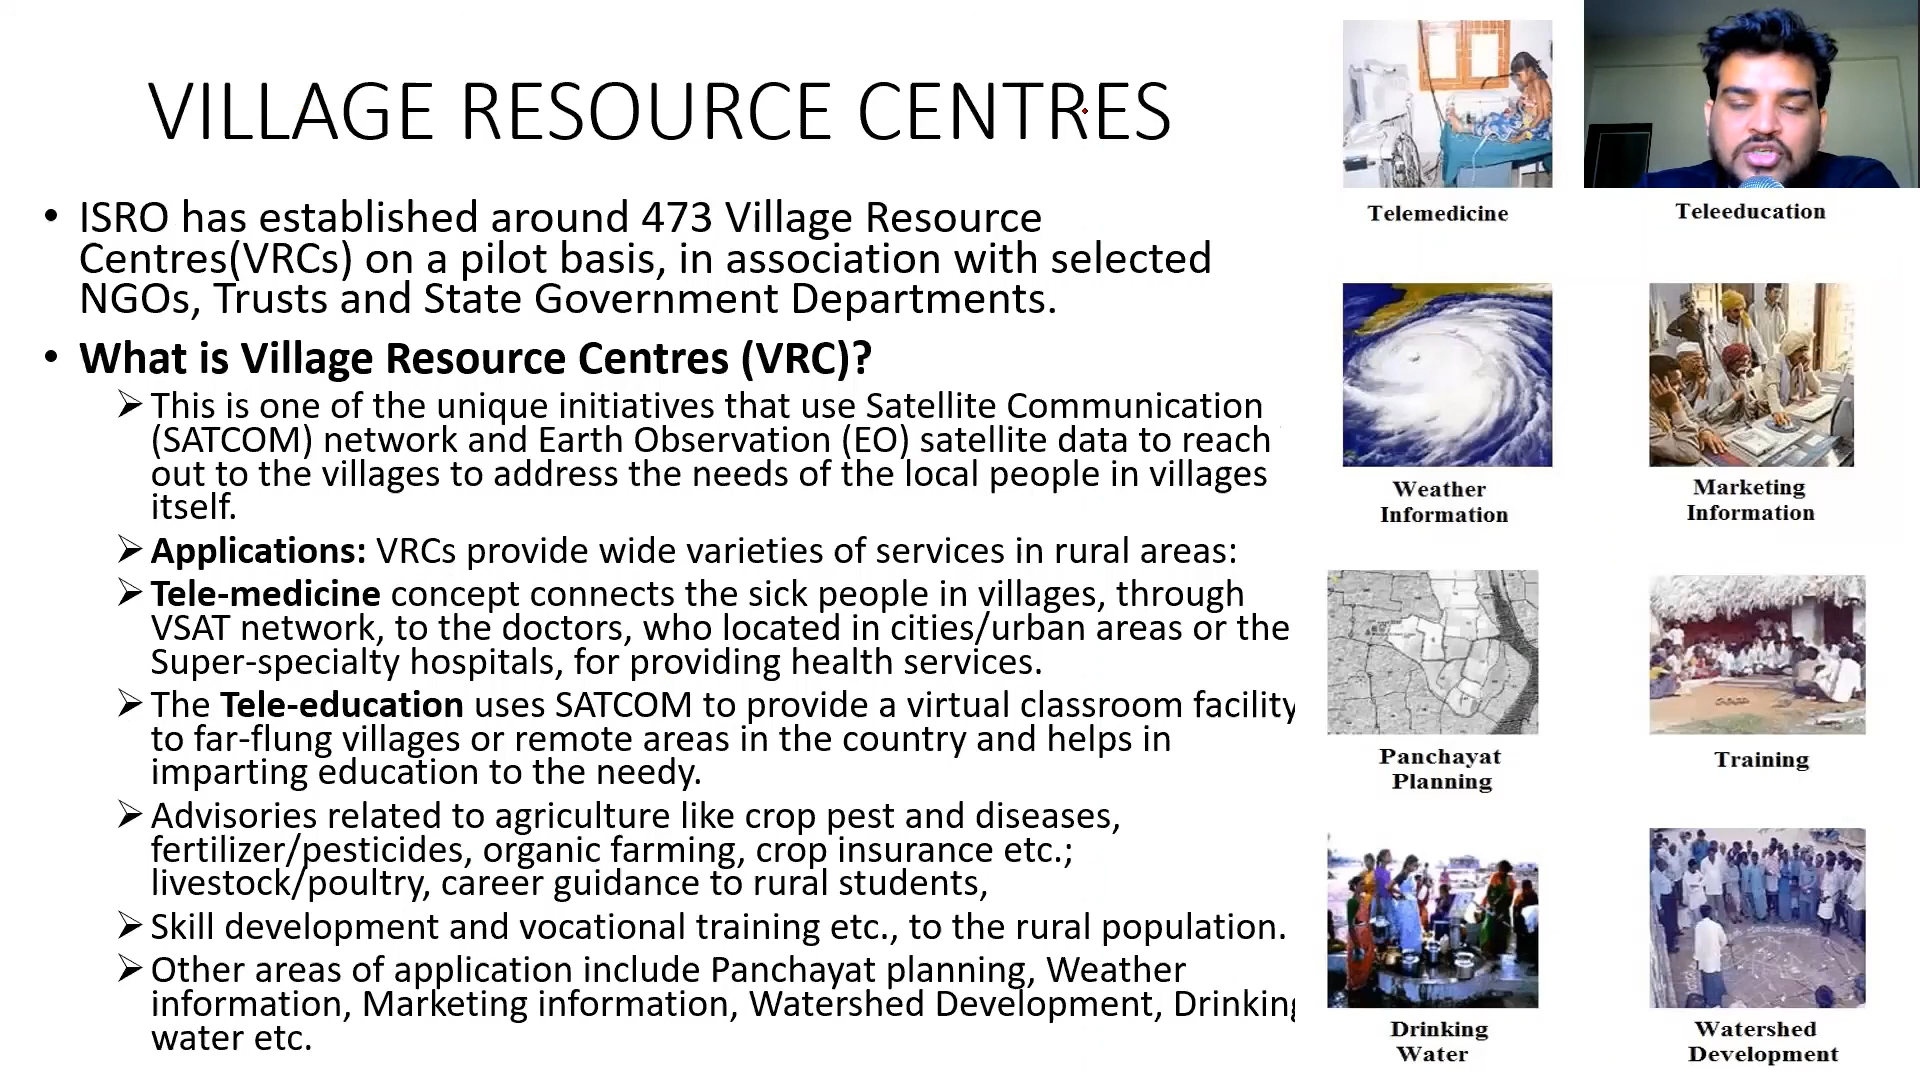 VILLAGE RESOURCE CENTRES
• ISRO has established around 473 Village Resource
Centres(VRCs) on a pilot basis, in association with selected
NGOs, Trusts and State Government Departments.
• What is Village Resource Centres (VRC)?
➢ This is one of the unique initiatives that use Satellite Communication
(SATCOM) network and Earth Observation (EO) satellite data to reach
out to the villages to address the needs of the local people in villages
itself.
➢ Applications: VRCs provide wide varieties of services in rural areas:
➢ Tele-medicine concept connects the sick people in villages, through
VSAT network, to the doctors, who located in cities/urban areas or the
Super-specialty hospitals, for providing health services.
➢ The Tele-education uses SATCOM to provide a virtual classroom facility
to far-flung villages or remote areas in the country and helps in
imparting education to the needy.
➢ Advisories related to agriculture like crop pest and diseases,
fertilizer/pesticides, organic farming, crop insurance etc.;
livestock/poultry, career guidance to rural students,
➢ Skill development and vocational training etc., to the rural population.
➢ Other areas of application include Panchayat planning, Weather
information, Marketing information, Watershed Development, Drinking
water etc.
Telemedicine
Teleeducation
Weather
Information
Marketing
Information
Panchayat
Planning
Training
Drinking
Water
Watershed
Development